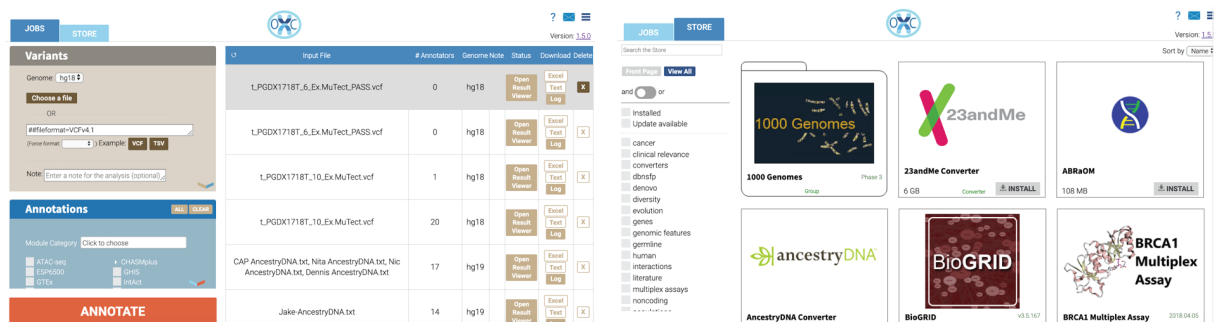 JOBS
STORE
OXC
?
Version: 1.5.0
Variants
Genome: hg18
Choose a file
OR
##fileformat=VCFv4.1
(Force format: ) Example: VCF TSV
Note: Enter a note for the analysis (optional)
Annotations
ALL CLEAR
Module Category Click to choose
ATAC-seq
CHASMplus
ESP6500
GHIS
GTEx
IntAct
ANNOTATE
Input File # Annotators Genome Note Status Download Delete
t_PGDX1718T_6_Ex.MuTect_PASS.vcf 0 hg18 Open Result Viewer Excel Text Log X
t_PGDX1718T_6_Ex.MuTect_PASS.vcf 0 hg18 Open Result Viewer Excel Text Log X
t_PGDX1718T_10_Ex.MuTect.vcf 1 hg18 Open Result Viewer Excel Text Log X
t_PGDX1718T_10_Ex.MuTect.vcf 20 hg18 Open Result Viewer Excel Text Log X
CAP AncestryDNA.txt, Nita AncestryDNA.txt, Nic
AncestryDNA.txt, Dennis AncestryDNA.txt 17 hg19 Open Result Viewer Excel Text Log X
Jake-AncestryDNA.txt 14 hg19 Open Result Viewer Excel Text X
JOBS
STORE
OXC
?
Version: 1.5.
Search the Store
Sort by Name
Front Page View All
and or
Installed
Update available
cancer
clinical relevance
converters
dbnsfp
denovo
diversity
evolution
genes
genomic features
germline
human
interactions
literature
multiplex assays
noncoding
1000 Genomes
1000 Genomes Phase 3
Group
23andMe
23andMe Converter
6 GB Converter INSTALL
ABRaOM
108 MB INSTALL
ancestryDNA
AncestryDNA Converter
BioGRID
BioGRID v3.5.167
BRCA1
Multiplex
Assay
BRCA1 Multiplex Assay 2018.04.05